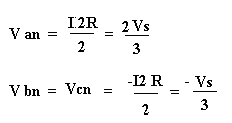 V an = I2R/2 = 2 Vs/3
V bn = Vcn = -I2 R/2 = - Vs/3